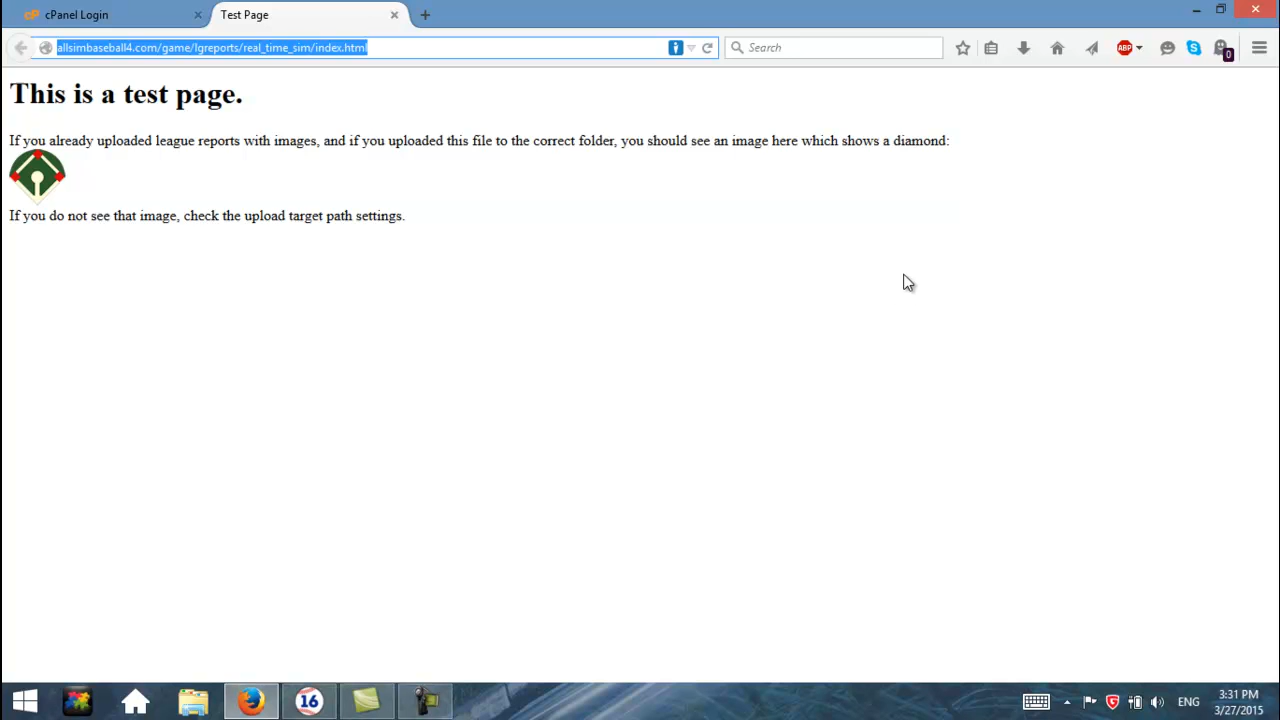 cP cPanel Login
Test Page
allsimbaseball4.com/game/lgreports/real_time_sim/index.html
Search
ABP
0
This is a test page.
If you already uploaded league reports with images, and if you uploaded this file to the correct folder, you should see an image here which shows a diamond:
If you do not see that image, check the upload target path settings.
16
ENG
3:31 PM
3/27/2015